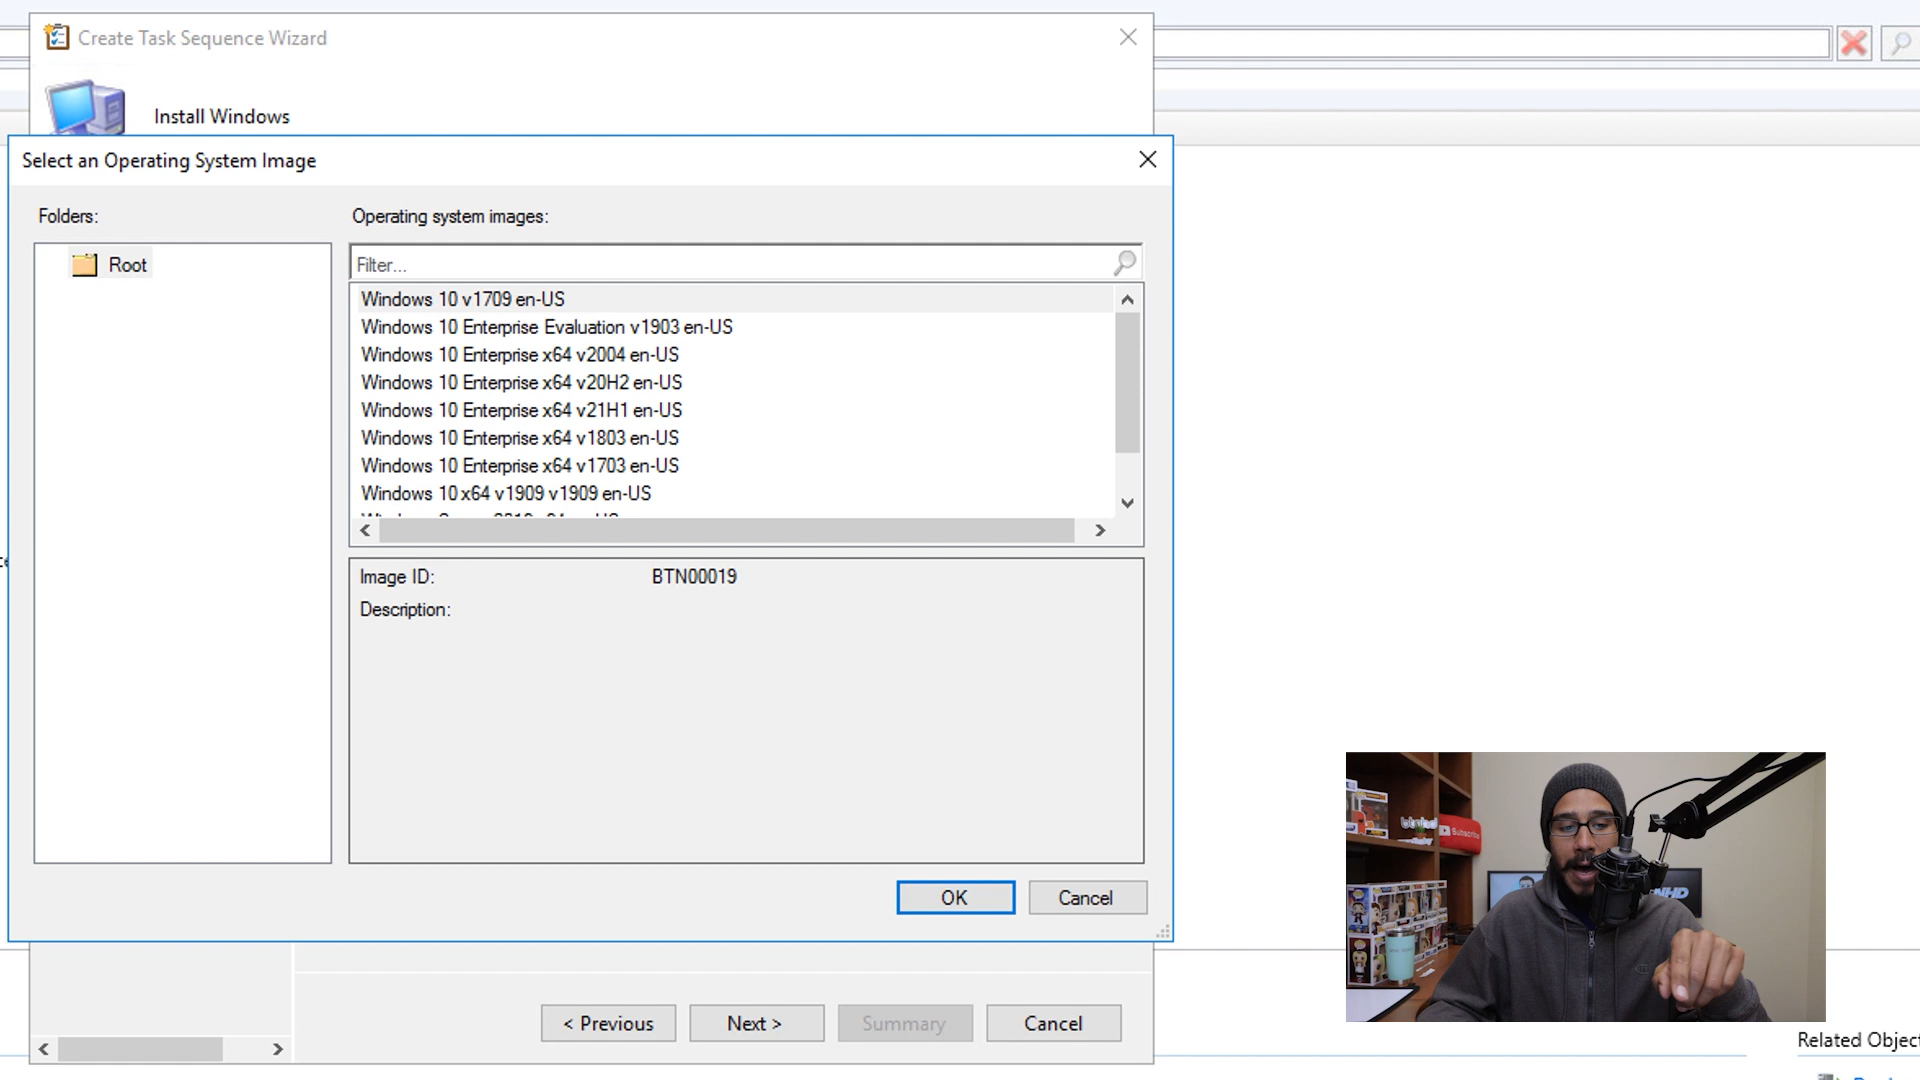 Create Task Sequence Wizard
Install Windows
Select an Operating System Image
Folders:
Operating system images:
Root
Filter...
Windows 10 v1709 en-US
Windows 10 Enterprise Evaluation v1903 en-US
Windows 10 Enterprise x64 v2004 en-US
Windows 10 Enterprise x64 v20H2 en-US
Windows 10 Enterprise x64 v21H1 en-US
Windows 10 Enterprise x64 v1803 en-US
Windows 10 Enterprise x64 v1703 en-US
Windows 10 x64 v1909 v1909 en-US
Image ID: BTN00019
Description:
OK
Cancel
< Previous
Next >
Summary
Cancel
Subscribe
NHD
Related Object